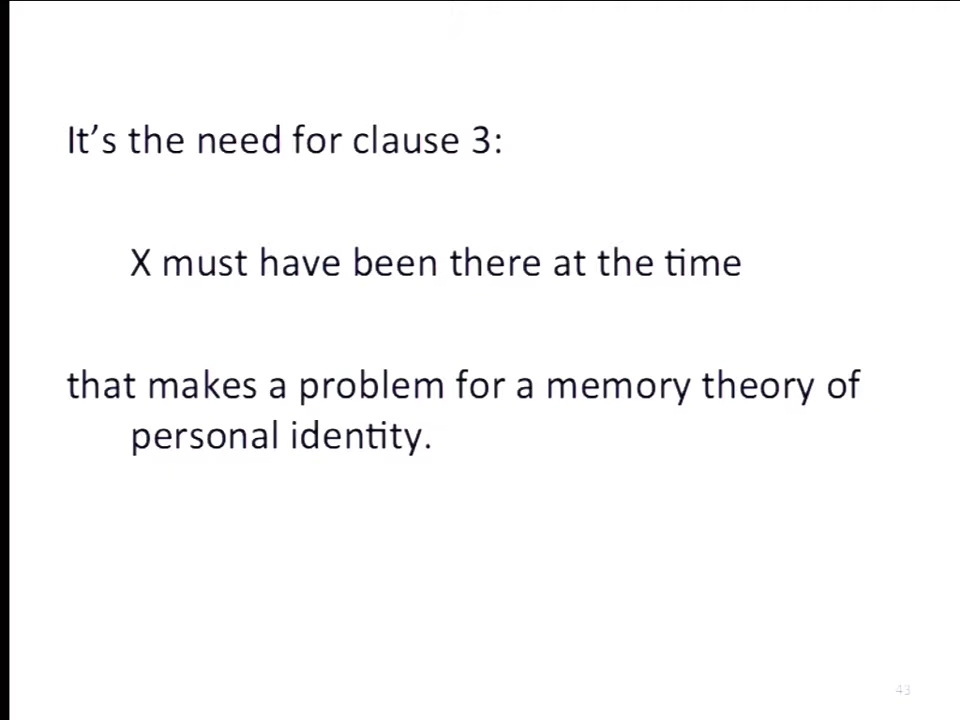 It’s the need for clause 3:
X must have been there at the time
that makes a problem for a memory theory of
personal identity.
43